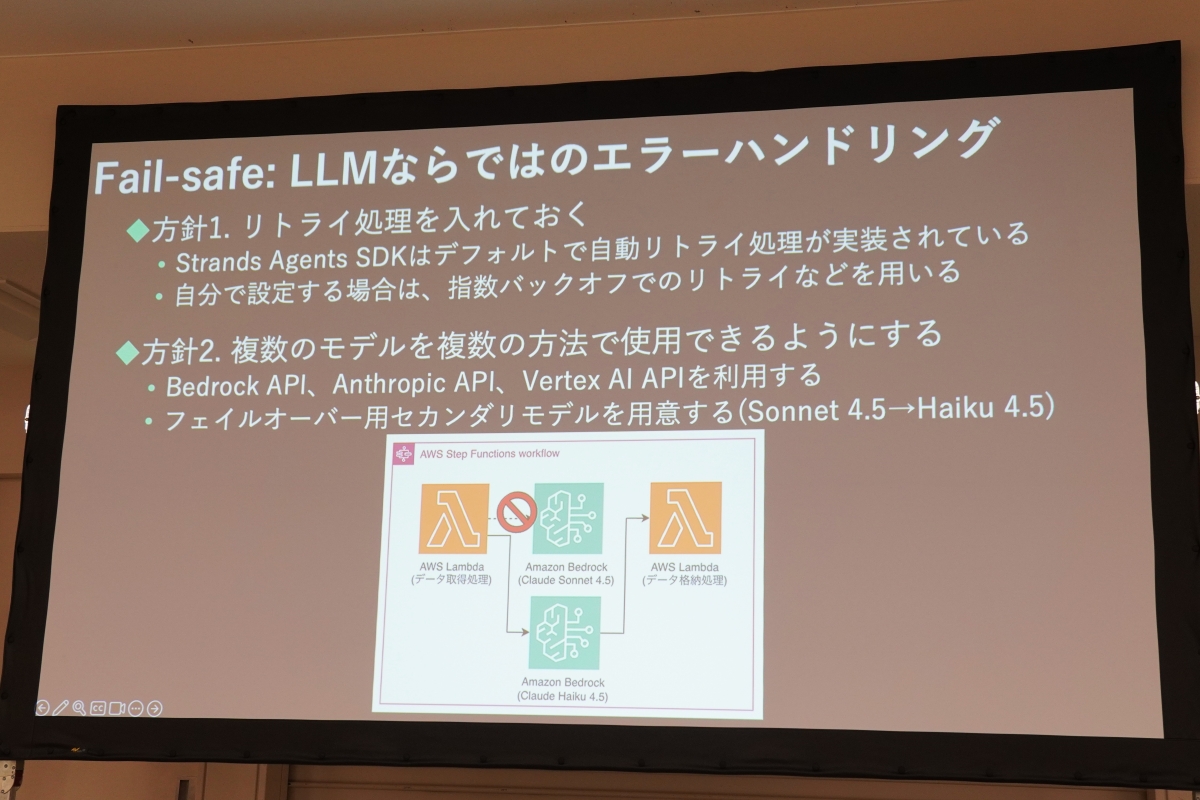 Fail-safe: LLMならではのエラーハンドリング
◆方針1. リトライ処理を入れておく
• Strands Agents SDKはデフォルトで自動リトライ処理が実装されている
• 自分で設定する場合は、指数バックオフでのリトライなどを用いる
◆方針2. 複数のモデルを複数の方法で使用できるようにする
• Bedrock API、Anthropic API、Vertex AI APIを利用する
• フェイルオーバー用セカンダリモデルを用意する(Sonnet 4.5→Haiku 4.5)
AWS Step Functions workflow
AWS Lambda
(データ取得処理)
Amazon Bedrock
(Claude Sonnet 4.5)
AWS Lambda
(データ格納処理)
Amazon Bedrock
(Claude Haiku 4.5)
CC